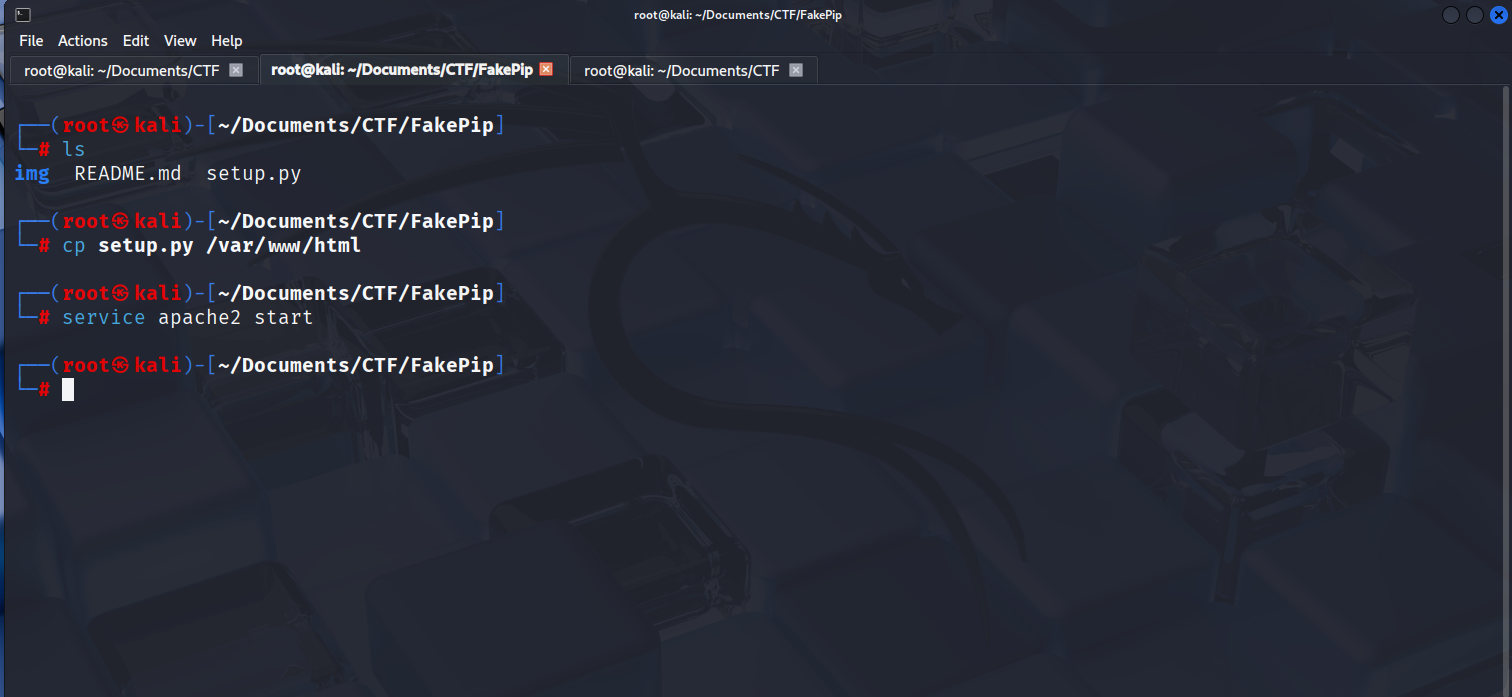 root@kali: ~/Documents/CTF/FakePip
File Actions Edit View Help
root@kali: ~/Documents/CTF root@kali: ~/Documents/CTF/FakePip root@kali: ~/Documents/CTF
┌──(root㉿kali)-[~/Documents/CTF/FakePip]
└─# ls
img README.md setup.py
┌──(root㉿kali)-[~/Documents/CTF/FakePip]
└─# cp setup.py /var/www/html
┌──(root㉿kali)-[~/Documents/CTF/FakePip]
└─# service apache2 start
┌──(root㉿kali)-[~/Documents/CTF/FakePip]
└─#